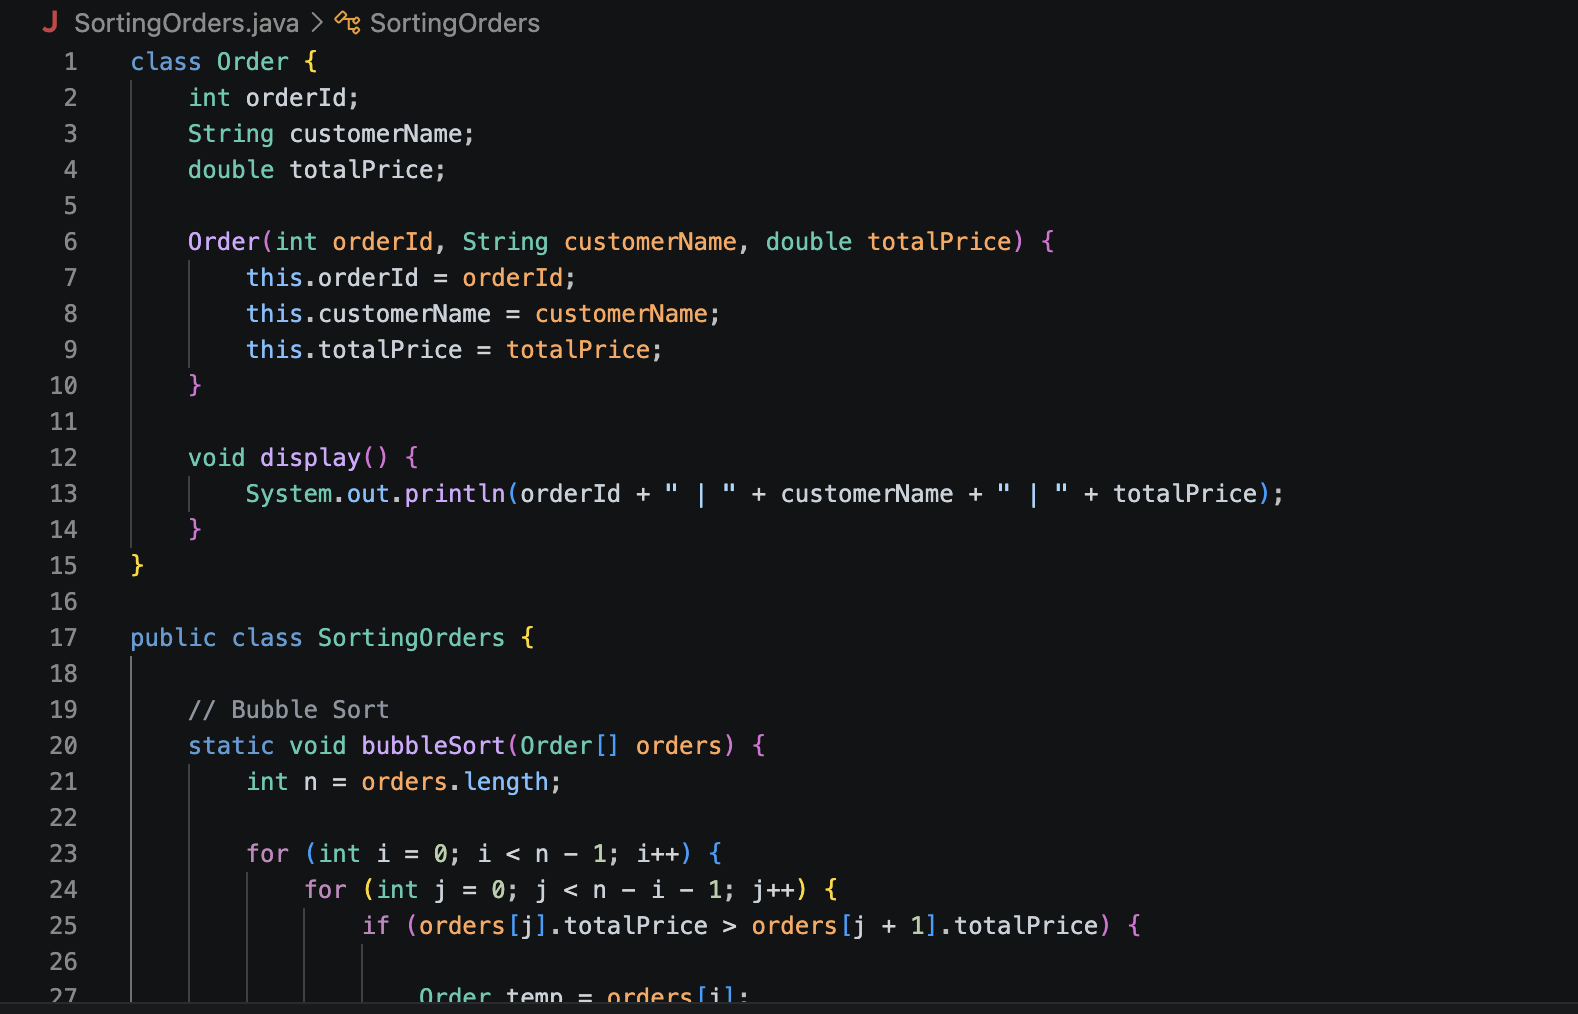 SortingOrders.java > SortingOrders
1 class Order {
2 int orderId;
3 String customerName;
4 double totalPrice;
5
6 Order(int orderId, String customerName, double totalPrice) {
7 this.orderId = orderId;
8 this.customerName = customerName;
9 this.totalPrice = totalPrice;
10 }
11
12 void display() {
13 System.out.println(orderId + " | " + customerName + " | " + totalPrice);
14 }
15 }
16
17 public class SortingOrders {
18
19 // Bubble Sort
20 static void bubbleSort(Order[] orders) {
21 int n = orders.length;
22
23 for (int i = 0; i < n - 1; i++) {
24 for (int j = 0; j < n - i - 1; j++) {
25 if (orders[j].totalPrice > orders[j + 1].totalPrice) {
26
27 Order temp = orders[j];